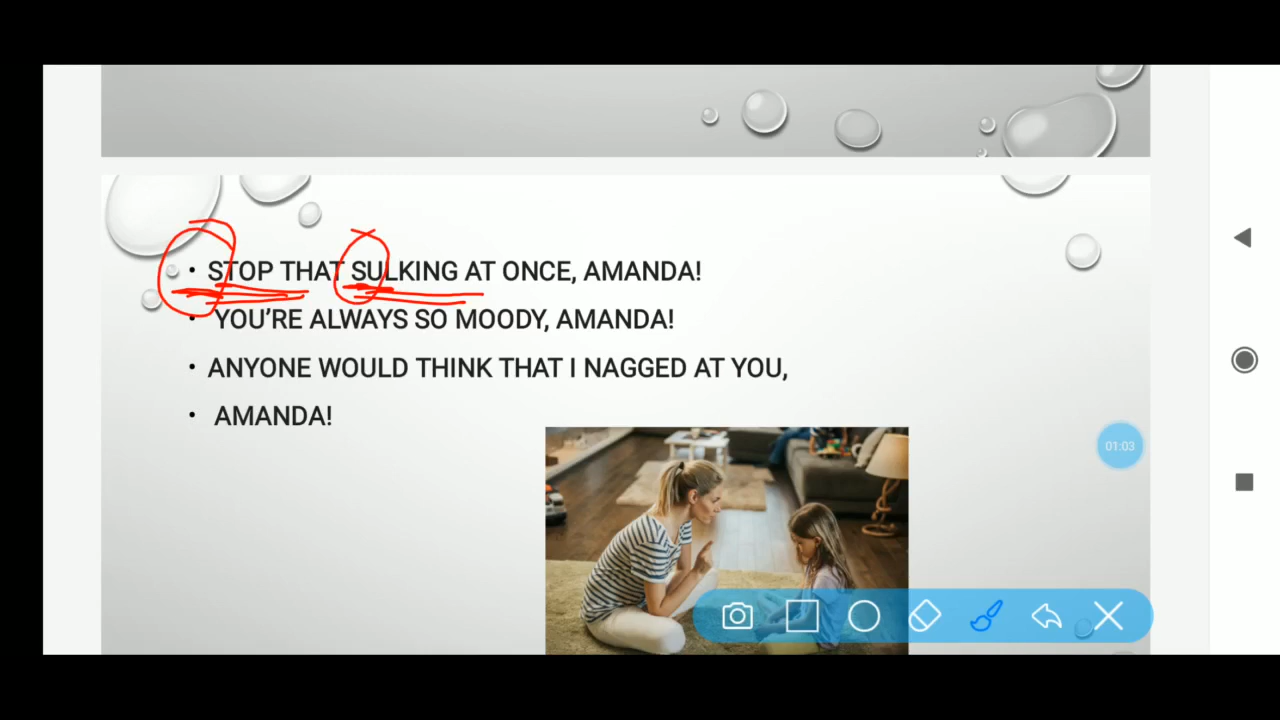 • STOP THAT SULKING AT ONCE, AMANDA!
• YOU'RE ALWAYS SO MOODY, AMANDA!
• ANYONE WOULD THINK THAT I NAGGED AT YOU,
• AMANDA!
01:03